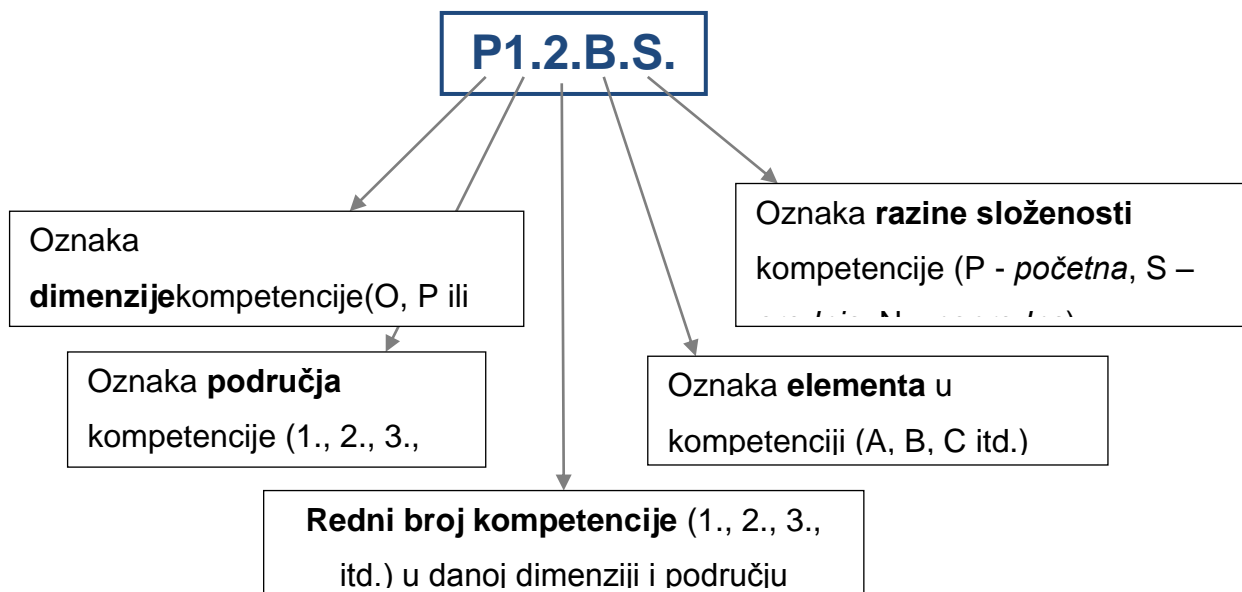 P1.2.B.S.
Oznaka
dimenzijekompetencije(O, P ili
Oznaka razine složenosti
kompetencije (P - početna, S –
Oznaka područja
kompetencije (1., 2., 3.,
Oznaka elementa u
kompetenciji (A, B, C itd.)
Redni broj kompetencije (1., 2., 3.,
itd.) u danoj dimenziji i području